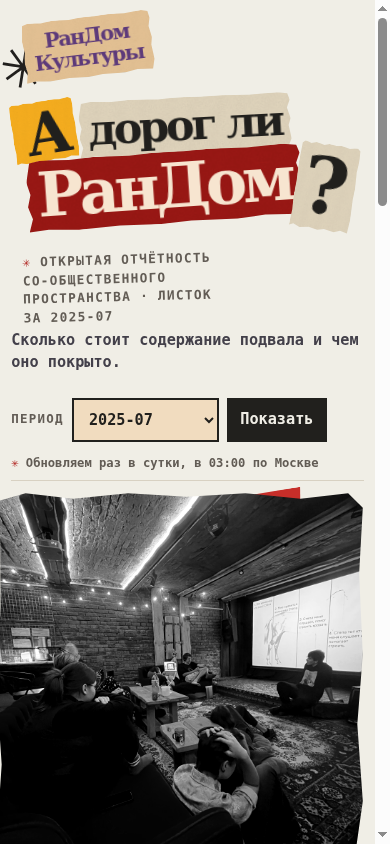 РанДом
Культуры
А дорог ли
РанДом?
✳ ОТКРЫТАЯ ОТЧЁТНОСТЬ
СО-ОБЩЕСТВЕННОГО
ПРОСТРАНСТВА · ЛИСТОК
ЗА 2025-07
Сколько стоит содержание подвала и чем
оно покрыто.
ПЕРИОД 2025-07 Показать
✳ Обновляем раз в сутки, в 03:00 по Москве